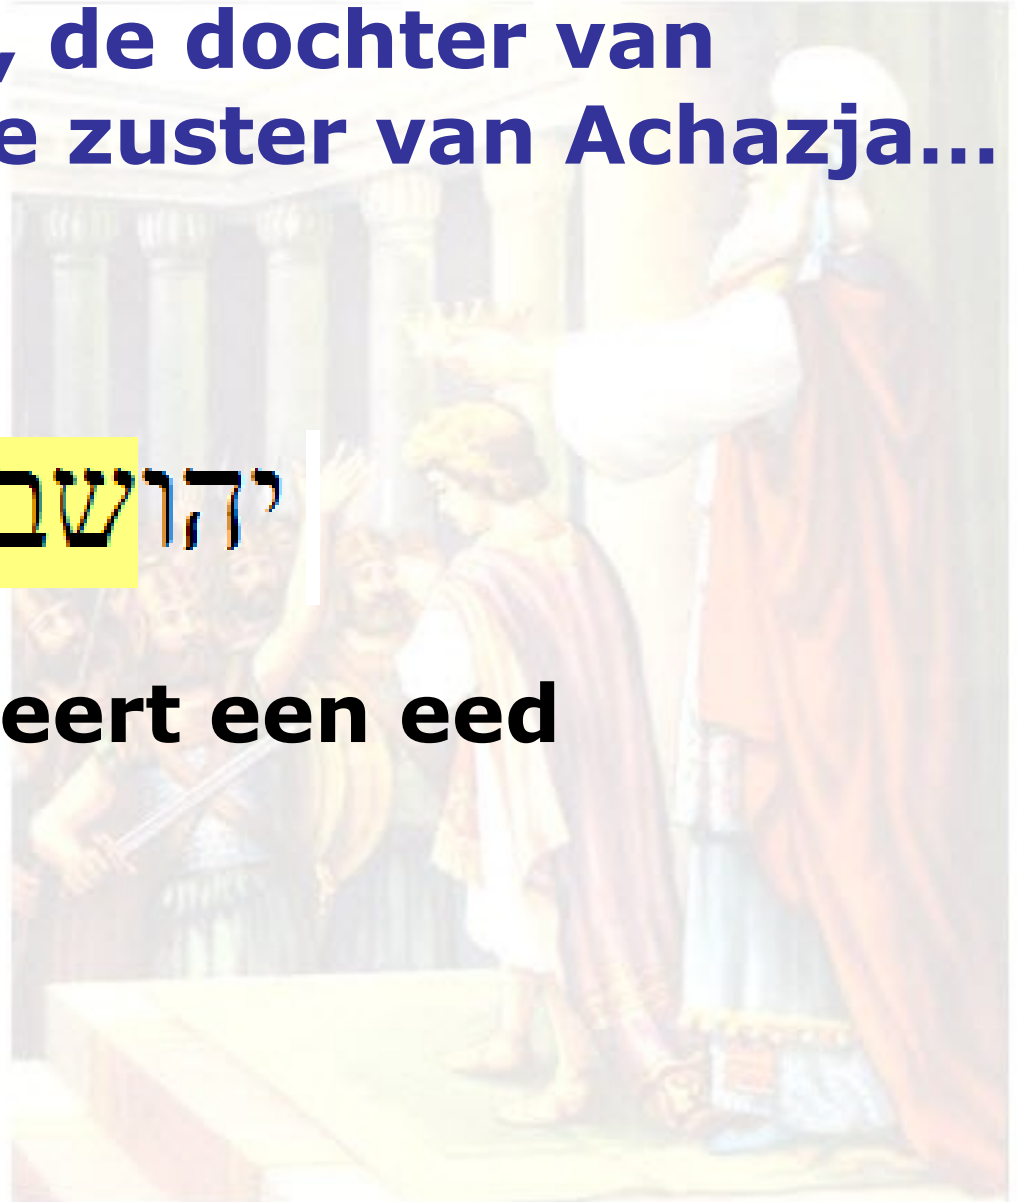 , de dochter van
e zuster van Achazja...
יהושב
eert een eed